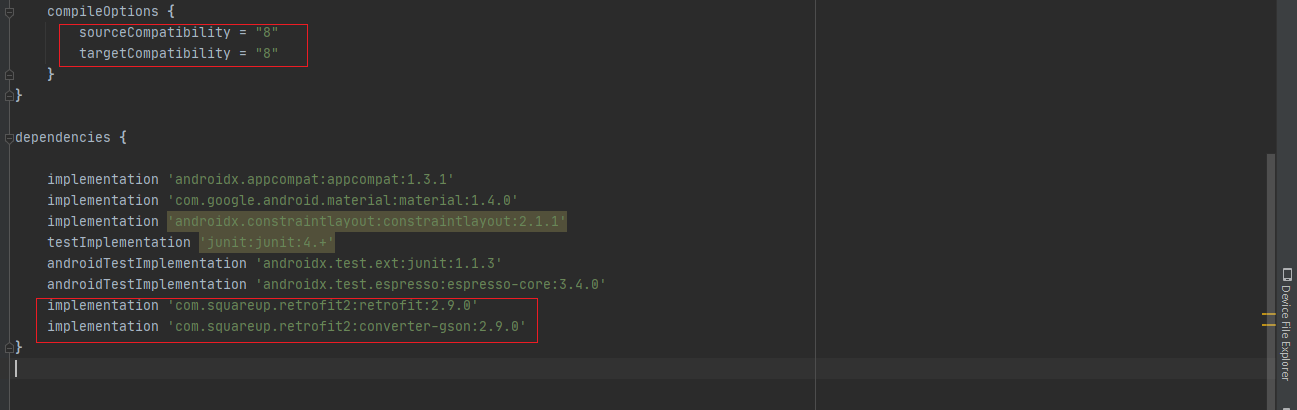 compileOptions {
sourceCompatibility = "8"
targetCompatibility = "8"
}
}
dependencies {
implementation 'androidx.appcompat:appcompat:1.3.1'
implementation 'com.google.android.material:material:1.4.0'
implementation 'androidx.constraintlayout:constraintlayout:2.1.1'
testImplementation 'junit:junit:4.+'
androidTestImplementation 'androidx.test.ext:junit:1.1.3'
androidTestImplementation 'androidx.test.espresso:espresso-core:3.4.0'
implementation 'com.squareup.retrofit2:retrofit:2.9.0'
implementation 'com.squareup.retrofit2:converter-gson:2.9.0'
}
Device File Explorer